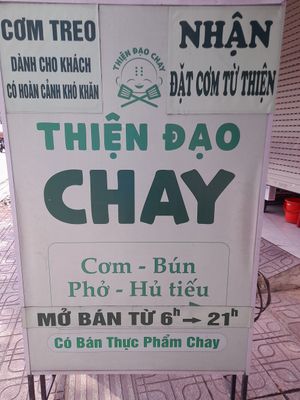 CƠM TREO
DÀNH CHO KHÁCH
CÓ HOÀN CẢNH KHÓ KHĂN
THIỆN ĐẠO CHAY
NHẬN
ĐẶT CƠM TỪ THIỆN
THIỆN ĐẠO
CHAY
Cơm - Bún
Phở - Hủ tiếu
MỞ BÁN TỪ 6h → 21h
Có Bán Thực Phẩm Chay